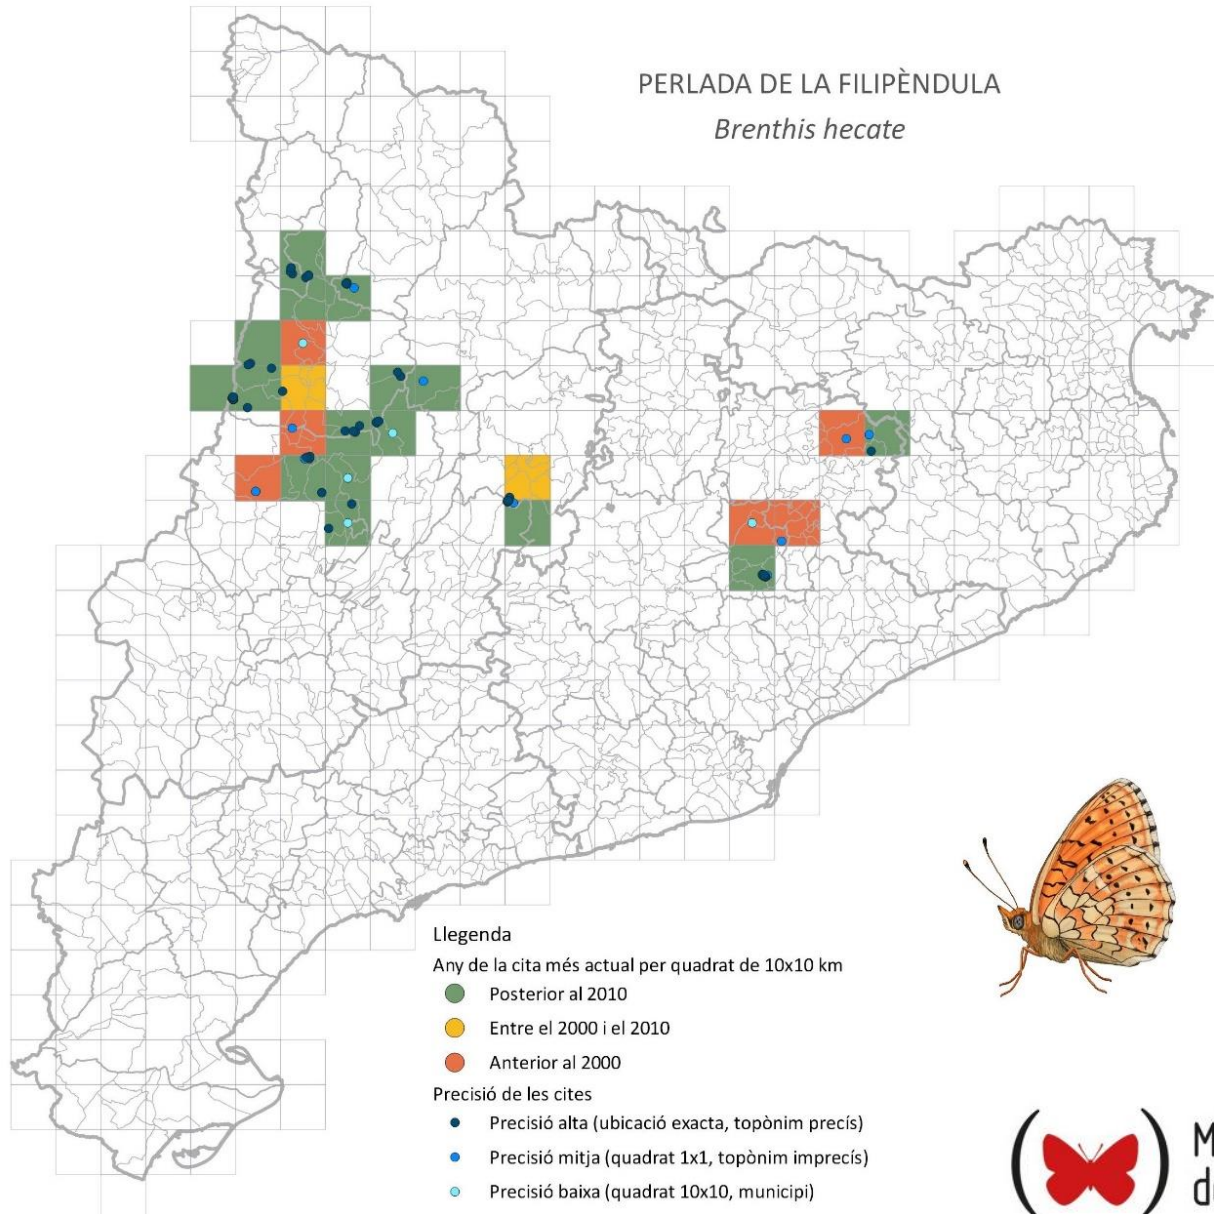 PERLADA DE LA FILIPÈNDULA
Brenthis hecate
Llegenda
Any de la cita més actual per quadrat de 10x10 km
Posterior al 2010
Entre el 2000 i el 2010
Anterior al 2000
Precisió de les cites
Precisió alta (ubicació exacta, topònim precís)
Precisió mitja (quadrat 1x1, topònim imprecís)
Precisió baixa (quadrat 10x10, municipi)